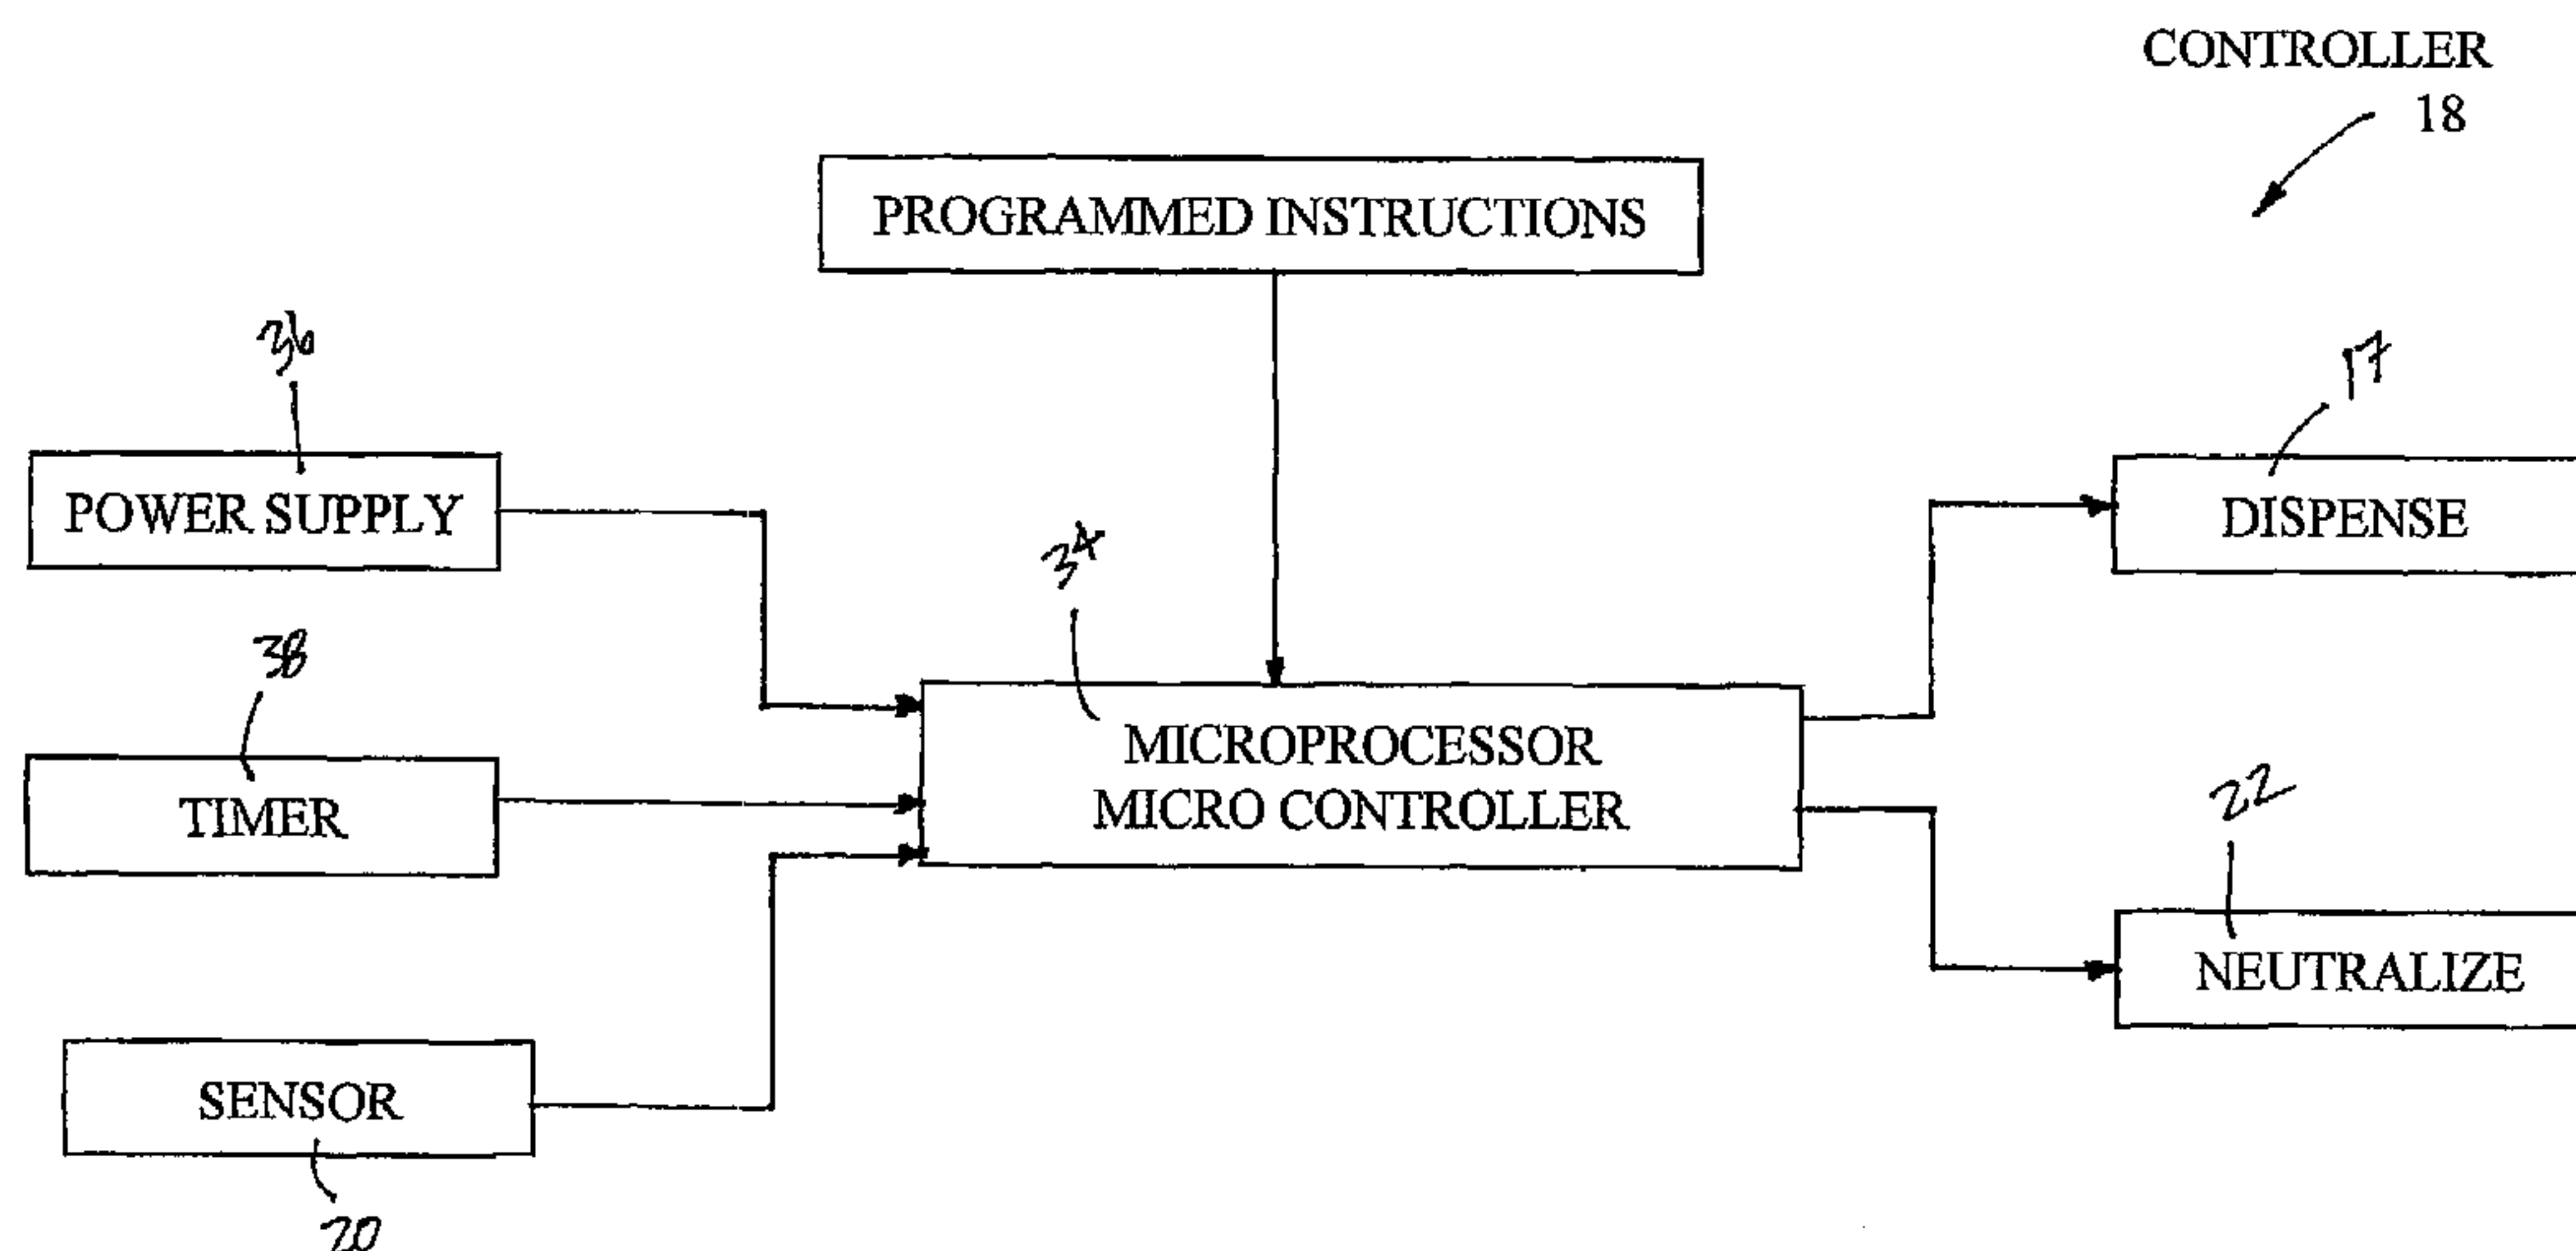 CONTROLLER
18
PROGRAMMED INSTRUCTIONS
36
POWER SUPPLY
17
DISPENSE
34
38
TIMER
MICROPROCESSOR
MICRO CONTROLLER
22
NEUTRALIZE
SENSOR
20